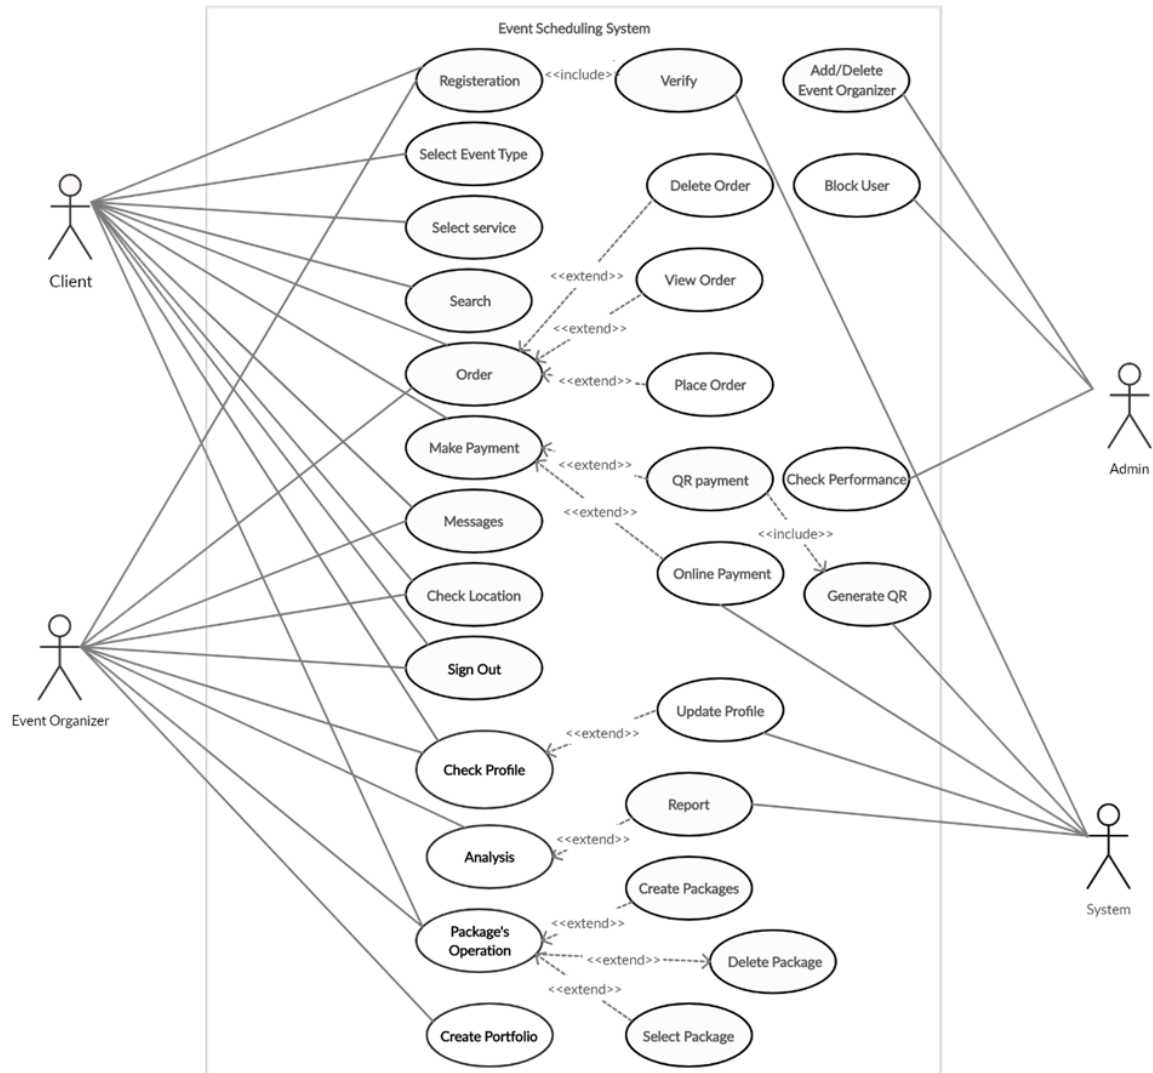 Event Scheduling System
Registeration
<<include>>
Verify
Add/Delete
Event Organizer
Select Event Type
Delete Order
Block User
Client
Select service
<<extend>>
View Order
Search
<<extend>>
Order
<<extend>>
Place Order
Make Payment
<<extend>>
QR payment
Check Performance
Admin
Messages
<<extend>>
<<include>>
Online Payment
Check Location
Generate QR
Sign Out
Event Organizer
Update Profile
<<extend>>
Check Profile
Report
<<extend>>
Analysis
Create Packages
System
<<extend>>
Package's
Operation
<<extend>>
Delete Package
<<extend>>
Create Portfolio
Select Package